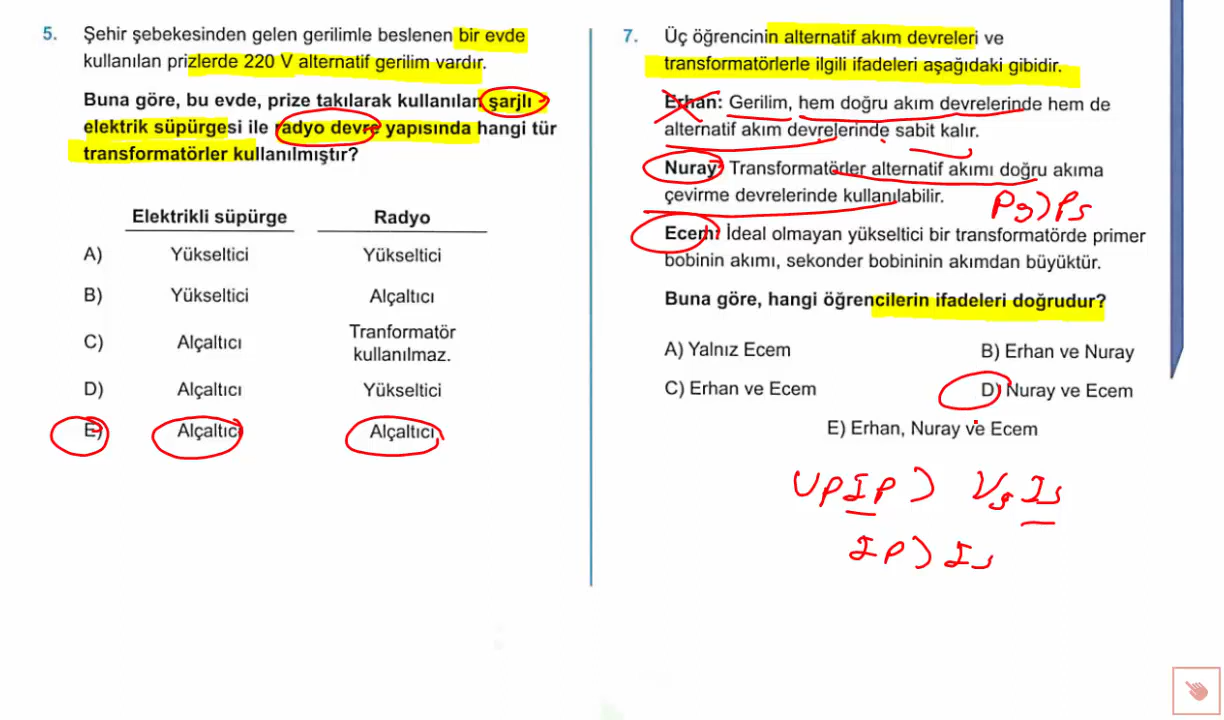 5. Şehir şebekesinden gelen gerilimle beslenen bir evde
kullanılan prizlerde 220 V alternatif gerilim vardır.
Buna göre, bu evde, prize takılarak kullanılan şarjlı
elektrik süpürgesi ile radyo devre yapısında hangi tür
transformatörler kullanılmıştır?
Elektrikli süpürge Radyo
A) Yükseltici Yükseltici
B) Yükseltici Alçaltıcı
C) Alçaltıcı Tranformatör
kullanılmaz.
D) Alçaltıcı Yükseltici
E) Alçaltıcı Alçaltıcı
7. Üç öğrencinin alternatif akım devreleri ve
transformatörlerle ilgili ifadeleri aşağıdaki gibidir.
Erhan: Gerilim, hem doğru akım devrelerinde hem de
alternatif akım devrelerinde sabit kalır.
Nuray: Transformatörler alternatif akımı doğru akıma
çevirme devrelerinde kullanılabilir.
Pg > Ps
Ecem: İdeal olmayan yükseltici bir transformatörde primer
bobinin akımı, sekonder bobininin akımdan büyüktür.
Buna göre, hangi öğrencilerin ifadeleri doğrudur?
A) Yalnız Ecem B) Erhan ve Nuray
C) Erhan ve Ecem D) Nuray ve Ecem
E) Erhan, Nuray ve Ecem
VP IP > Vs Is
IP > Is